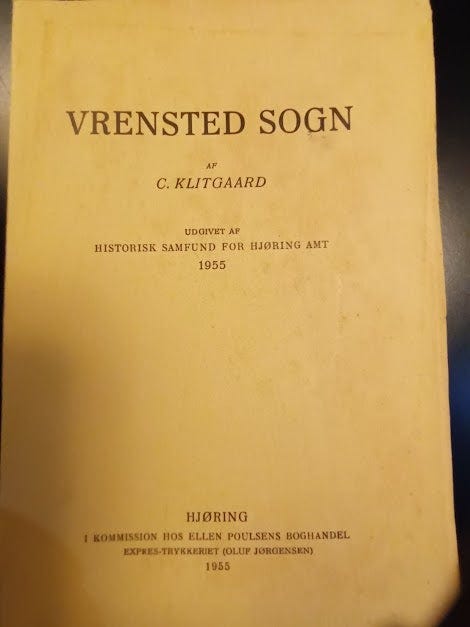 VRENSTED SOGN
AF
C. KLITGAARD
UDGIVET AF
HISTORISK SAMFUND FOR HJØRING AMT
1955
HJØRING
I KOMMISSION HOS ELLEN POULSENS BOGHANDEL
EXPRES-TRYKKERIET (OLUF JØRGENSEN)
1955